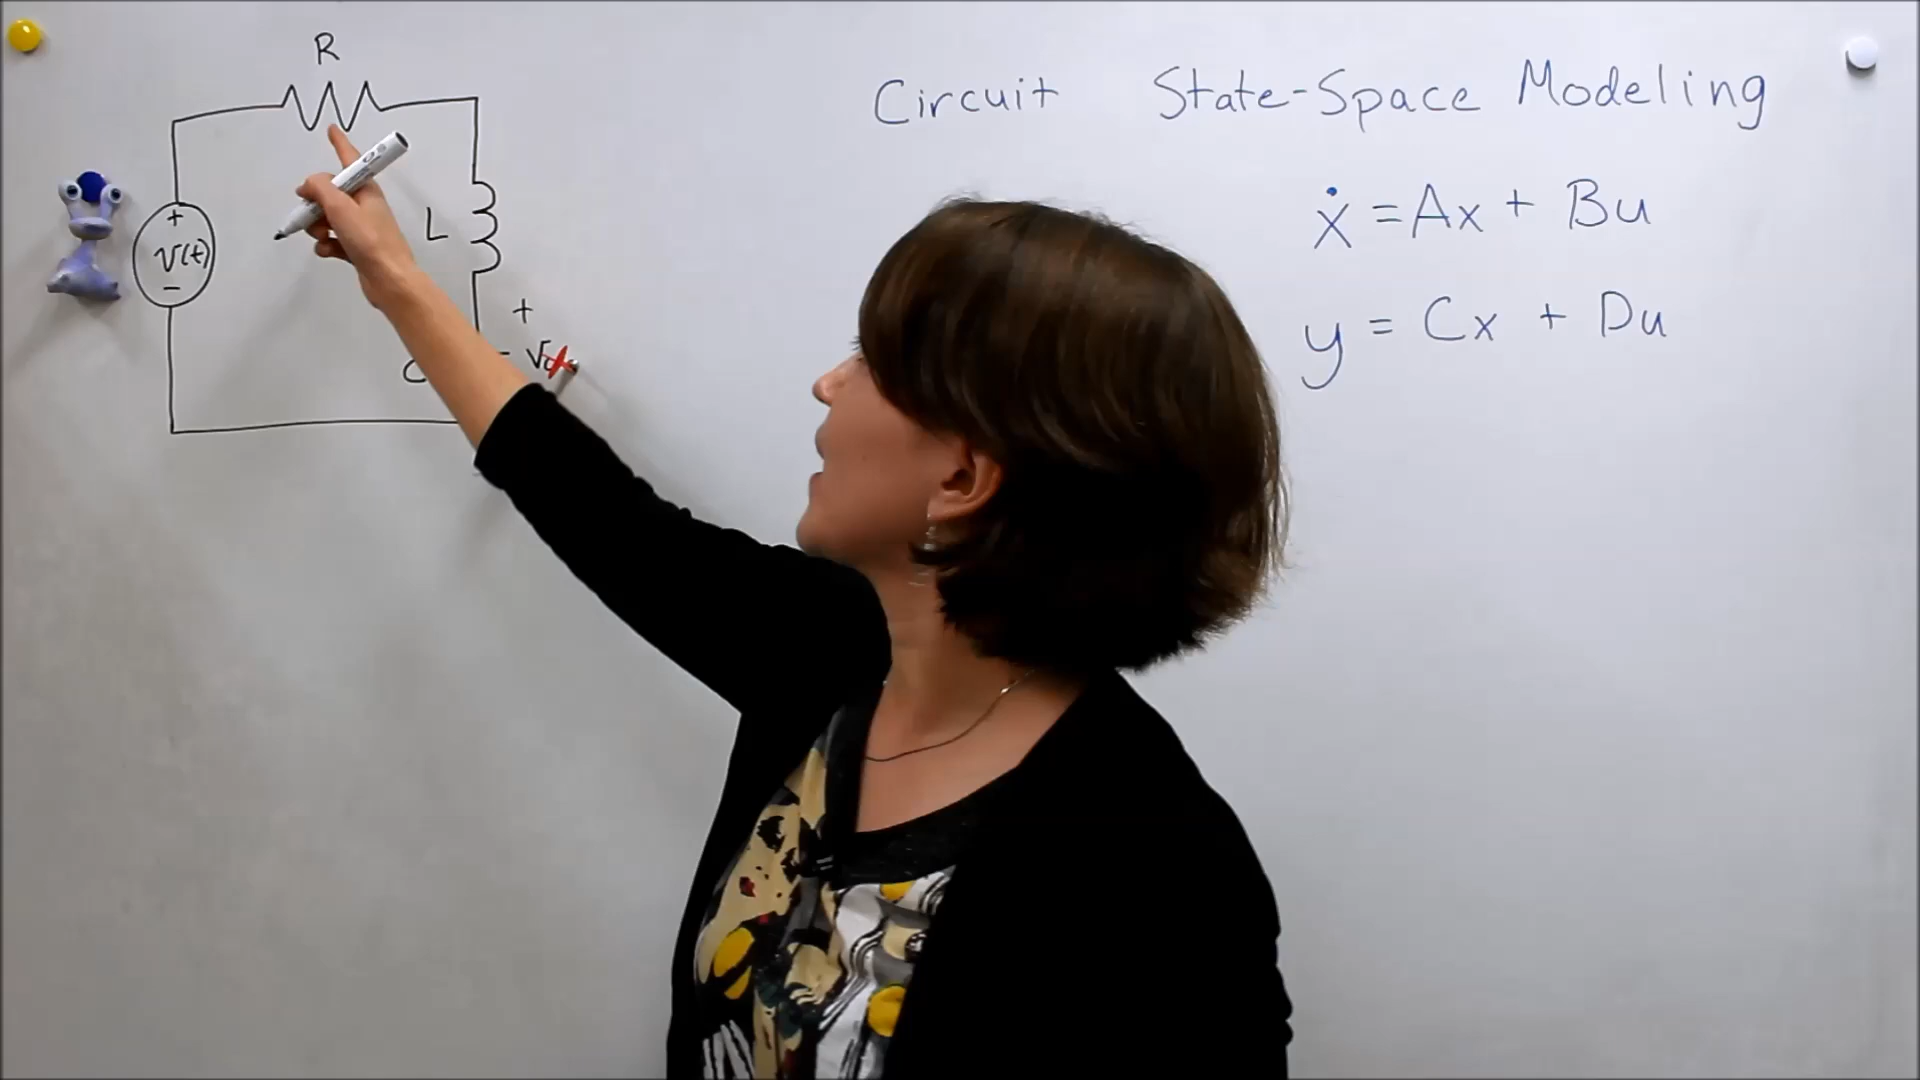 R
Circuit State-Space Modeling
+
V(t)
-
L
ẋ = Ax + Bu
y = Cx + Du
+
C